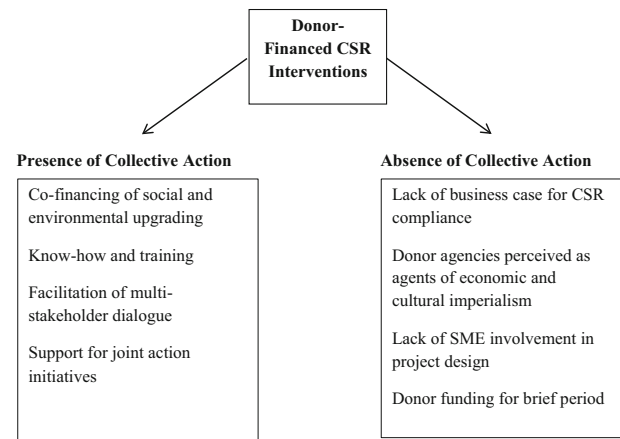 Donor-
Financed CSR
Interventions
Presence of Collective Action
Co-financing of social and
environmental upgrading
Know-how and training
Facilitation of multi-
stakeholder dialogue
Support for joint action
initiatives
Absence of Collective Action
Lack of business case for CSR
compliance
Donor agencies perceived as
agents of economic and
cultural imperialism
Lack of SME involvement in
project design
Donor funding for brief period